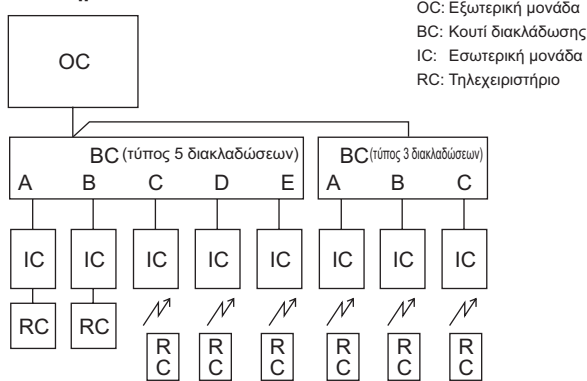 OC: Εξωτερική μονάδα
BC: Κουτί διακλάδωσης
IC: Εσωτερική μονάδα
RC: Τηλεχειριστήριο
OC
BC (τύπος 5 διακλαδώσεων)
A B C D E
BC (τύπος 3 διακλαδώσεων)
A B C
IC IC IC IC IC IC IC IC
RC RC
R R R R R R
C C C C C C